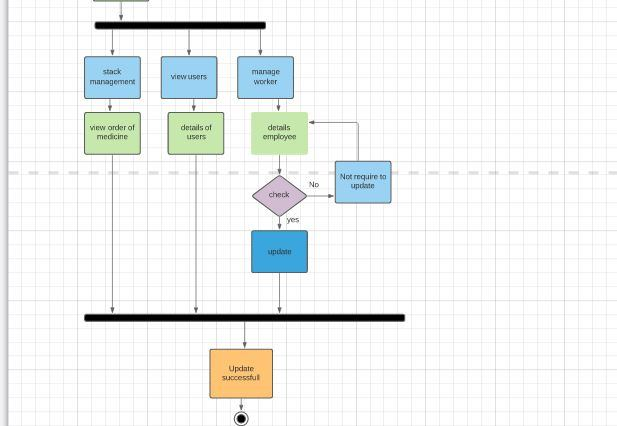 stack
management
view users
manage
worker
view order of
medicine
details of
users
details
employee
Not require to
update
No
check
yes
update
Update
successfull